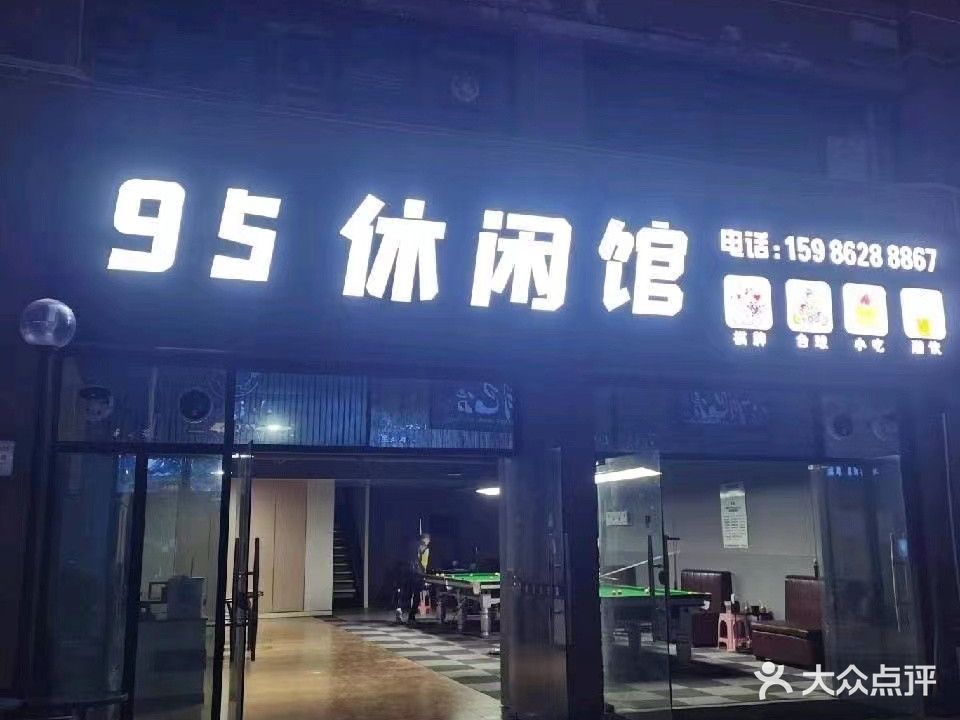 95 休闲馆
电话:159 8628 8867
棋牌 台球 小吃 酒饮
大众点评